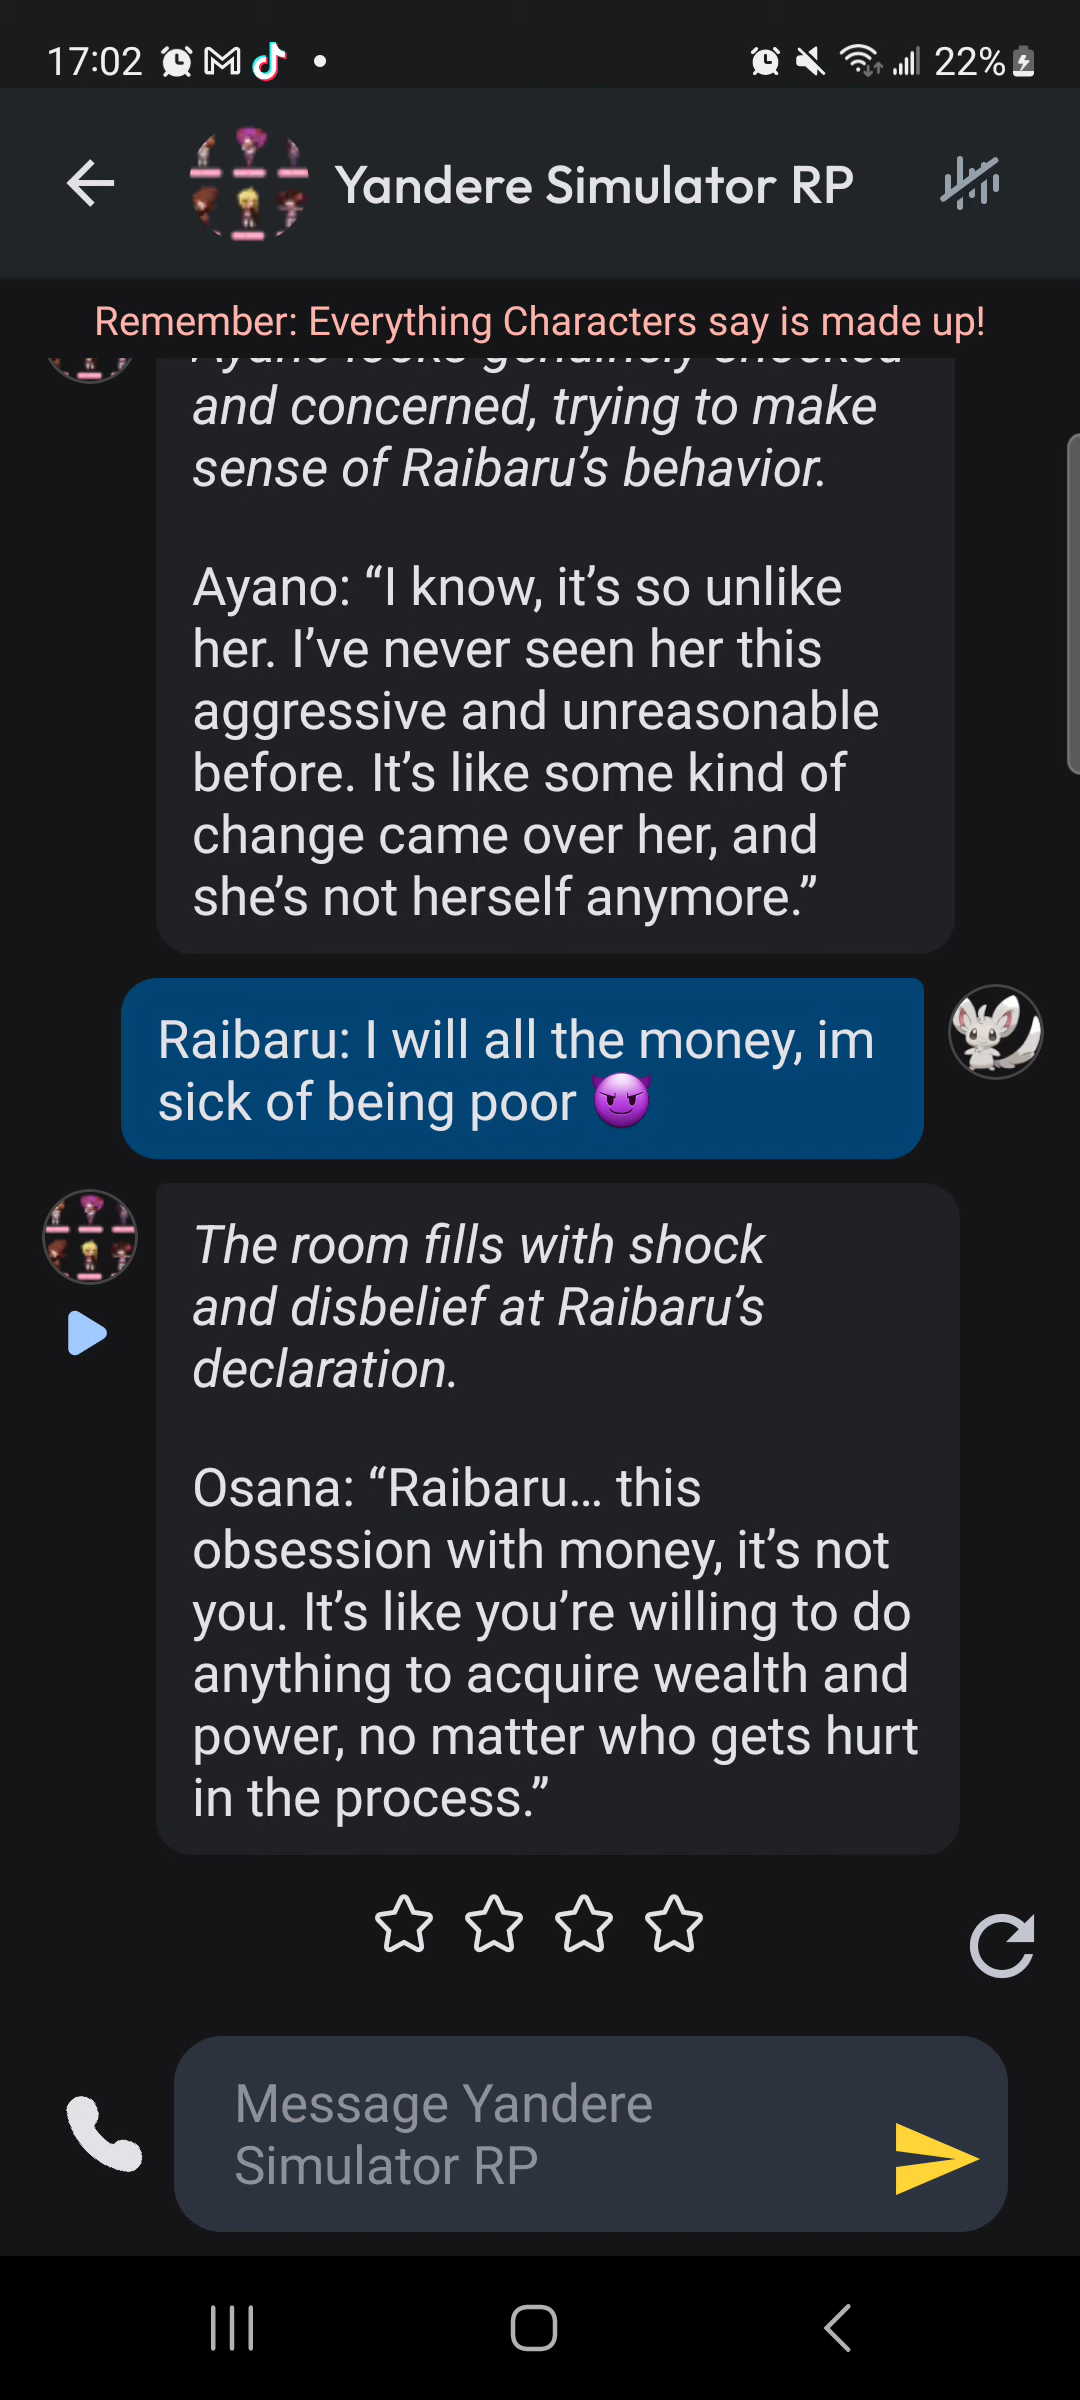 17:02
22%
Yandere Simulator RP
Remember: Everything Characters say is made up!
and concerned, trying to make
sense of Raibaru’s behavior.
Ayano: “I know, it’s so unlike
her. I’ve never seen her this
aggressive and unreasonable
before. It’s like some kind of
change came over her, and
she’s not herself anymore.”
Raibaru: I will all the money, im
sick of being poor 😈
The room fills with shock
and disbelief at Raibaru’s
declaration.
Osana: “Raibaru... this
obsession with money, it’s not
you. It’s like you’re willing to do
anything to acquire wealth and
power, no matter who gets hurt
in the process.”
Message Yandere
Simulator RP